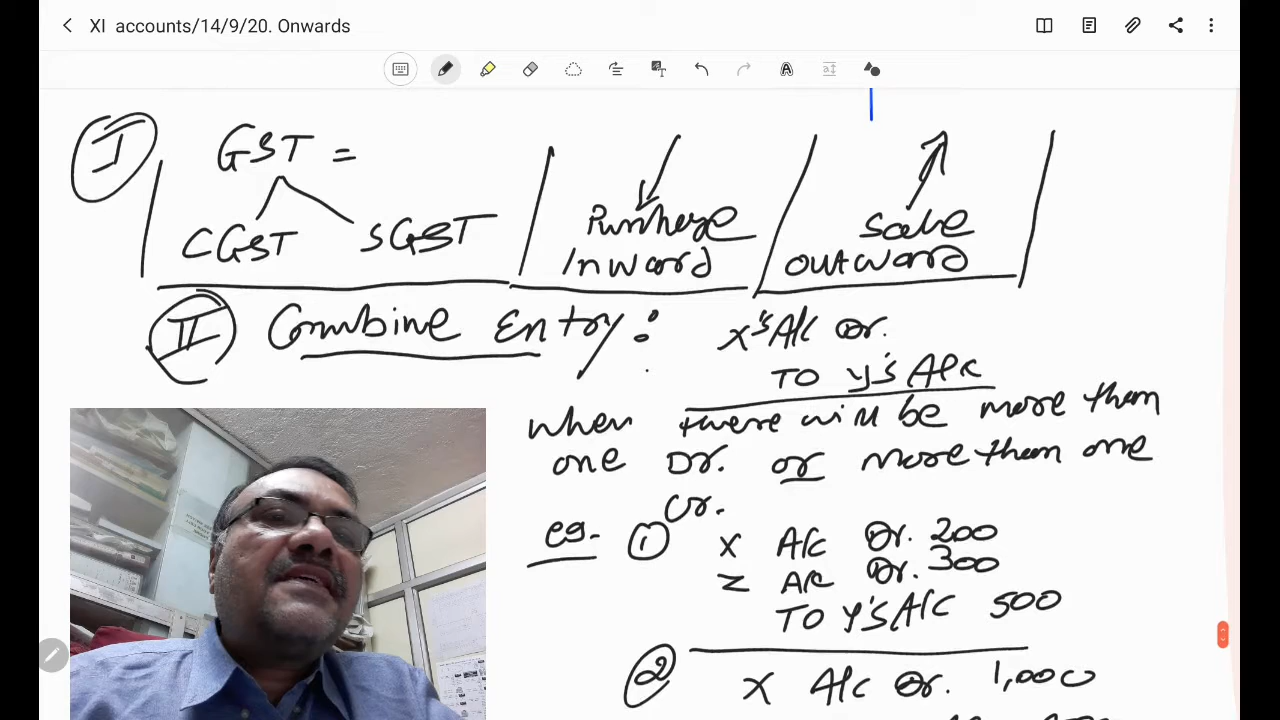 XI accounts/14/9/20. Onwards
I
GST =
CGST SGST
Purchase
Inward
Sale
outward
II Combine Entry :
X's A/c Dr.
TO Y's A/c
when there will be more than
one Dr. or more than one
Cr.
eg. 1 X A/c Dr. 200
Z A/c Dr. 300
TO Y's A/c 500
2 X A/c Dr. 1,000